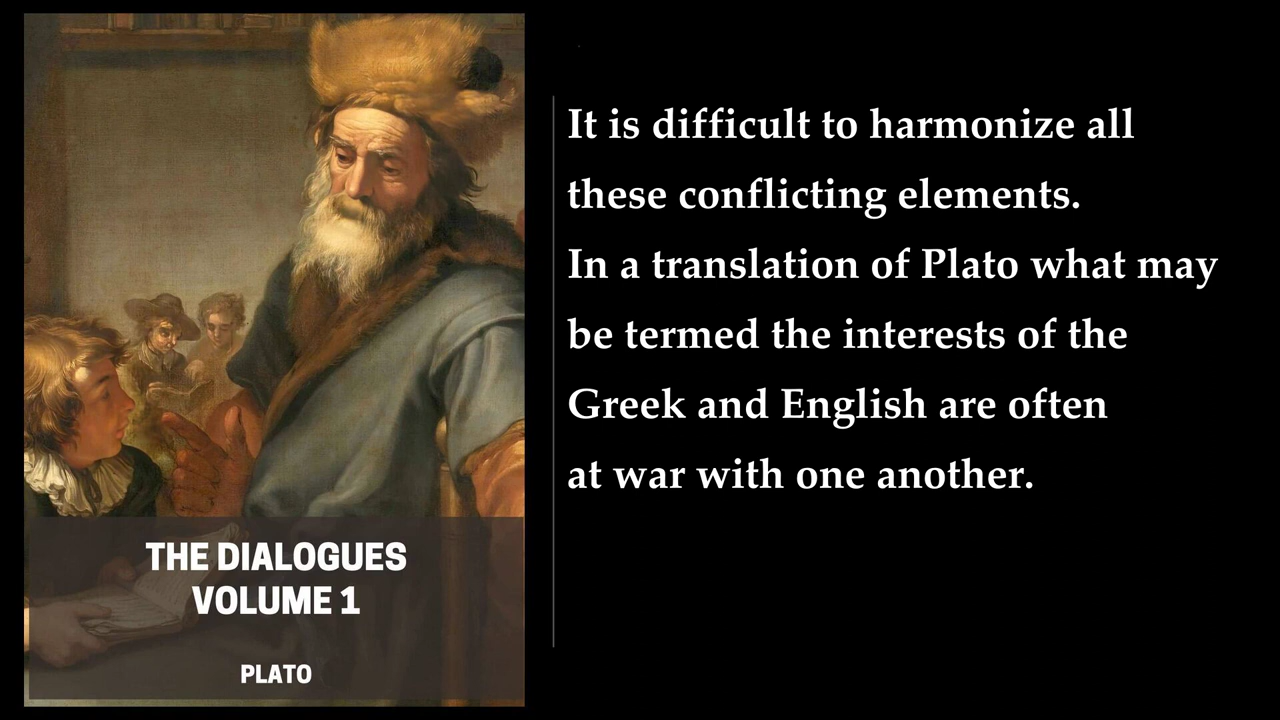 THE DIALOGUES
VOLUME 1
PLATO
It is difficult to harmonize all
these conflicting elements.
In a translation of Plato what may
be termed the interests of the
Greek and English are often
at war with one another.